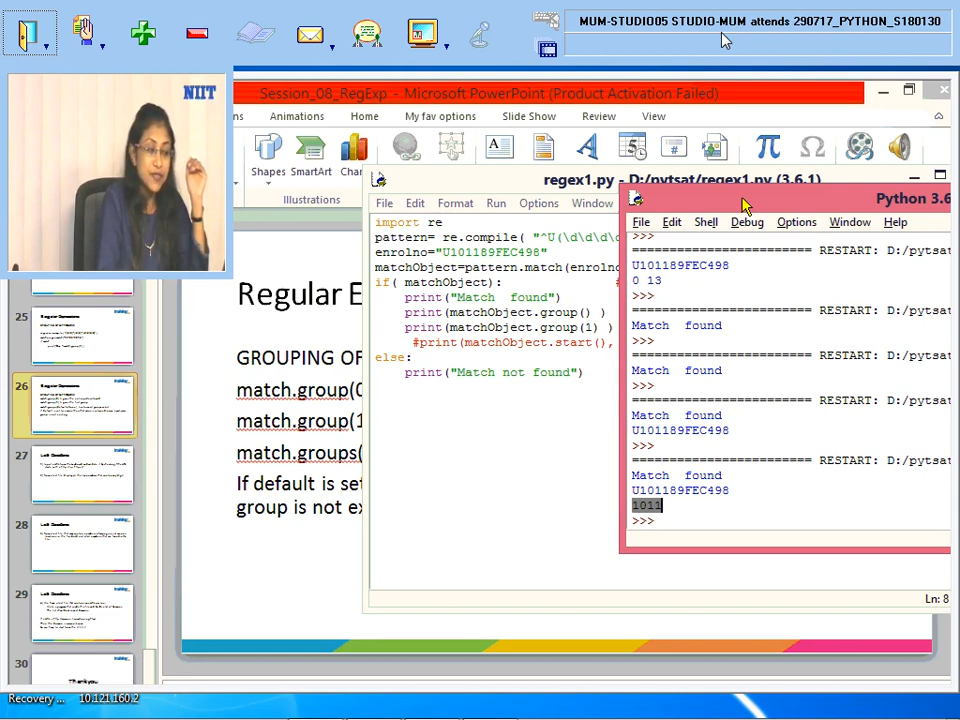 MUM-STUDIO05 STUDIO-MUM attends 290717_PYTHON_S180130
NIIT
Session_08_RegExp - Microsoft PowerPoint (Product Activation Failed)
ns Animations Home My fav options Slide Show Review View
Shapes SmartArt Char
Illustrations
regex1.py - D:/pytsat/regex1.py (3.6.1)
File Edit Format Run Options Window
import re
pattern= re.compile( "^U(\d\d\d\d
enrolno="U101189FEC498"
matchObject=pattern.match(enrolno
if( matchObject): #
print("Match found")
print(matchObject.group() )
print(matchObject.group(1) )
#print(matchObject.start(),
else:
print("Match not found")
Ln: 8
Python 3.6
File Edit Shell Debug Options Window Help
>>>
======================== RESTART: D:/pytsat
U101189FEC498
0 13
>>>
======================== RESTART: D:/pytsat
Match found
>>>
======================== RESTART: D:/pytsat
Match found
>>>
======================== RESTART: D:/pytsat
Match found
U101189FEC498
>>>
======================== RESTART: D:/pytsat
Match found
U101189FEC498
1011
>>>
Regular E
GROUPING OF
match.group(0
match.group(1
match.groups(
If default is set
group is not ex
25
26
27
28
29
30
Thank you
Recovery ... 10.121.160.2